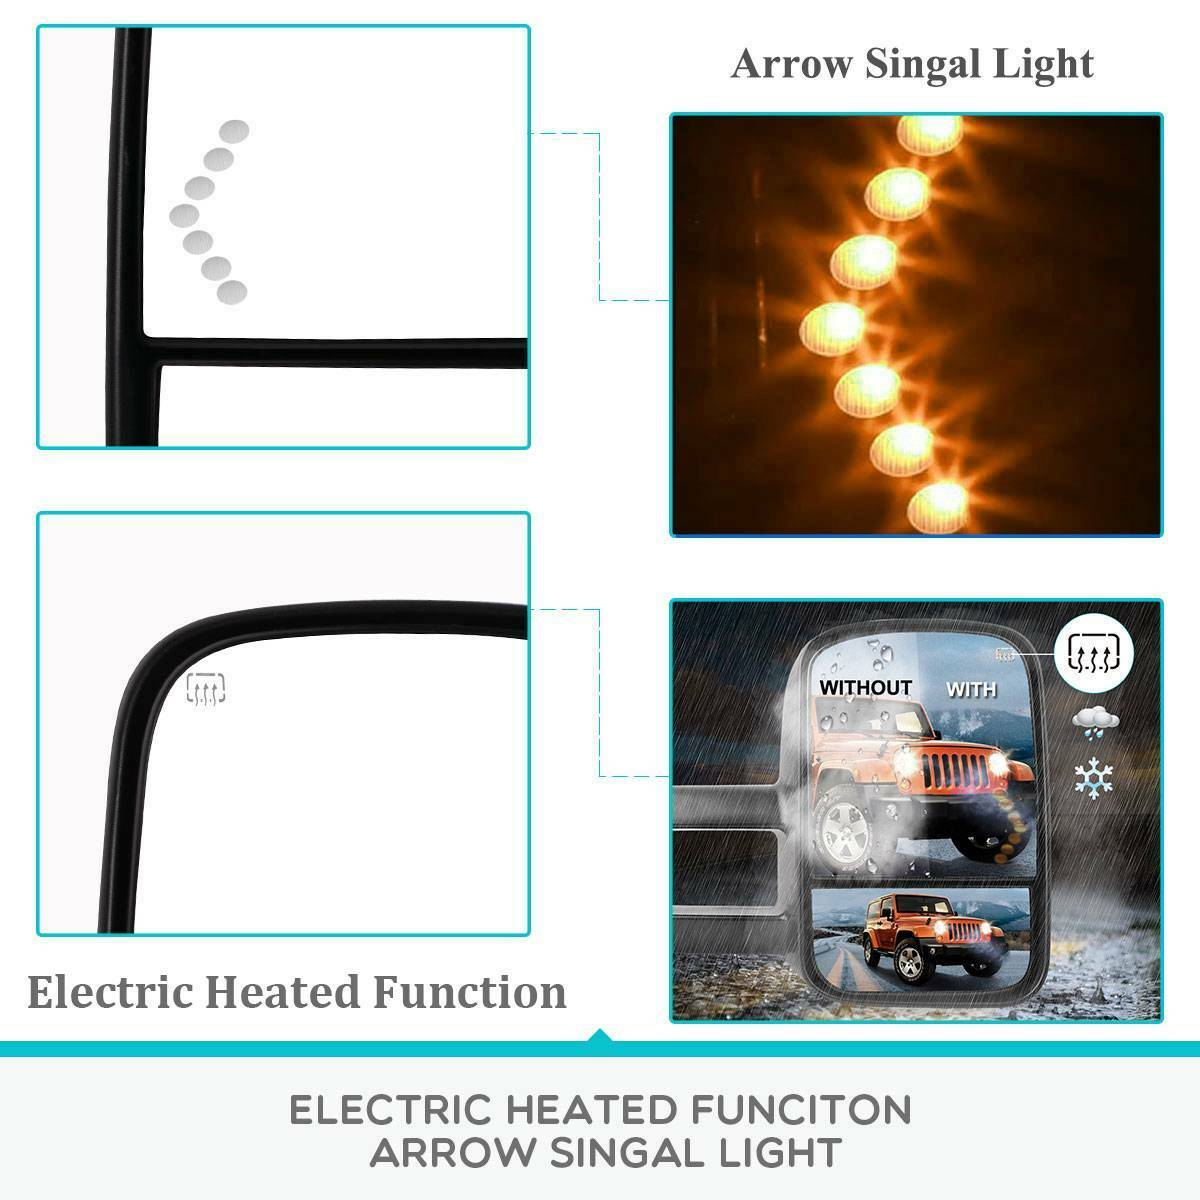 Arrow Singal Light
WITHOUT WITH
Electric Heated Function
ELECTRIC HEATED FUNCITON
ARROW SINGAL LIGHT